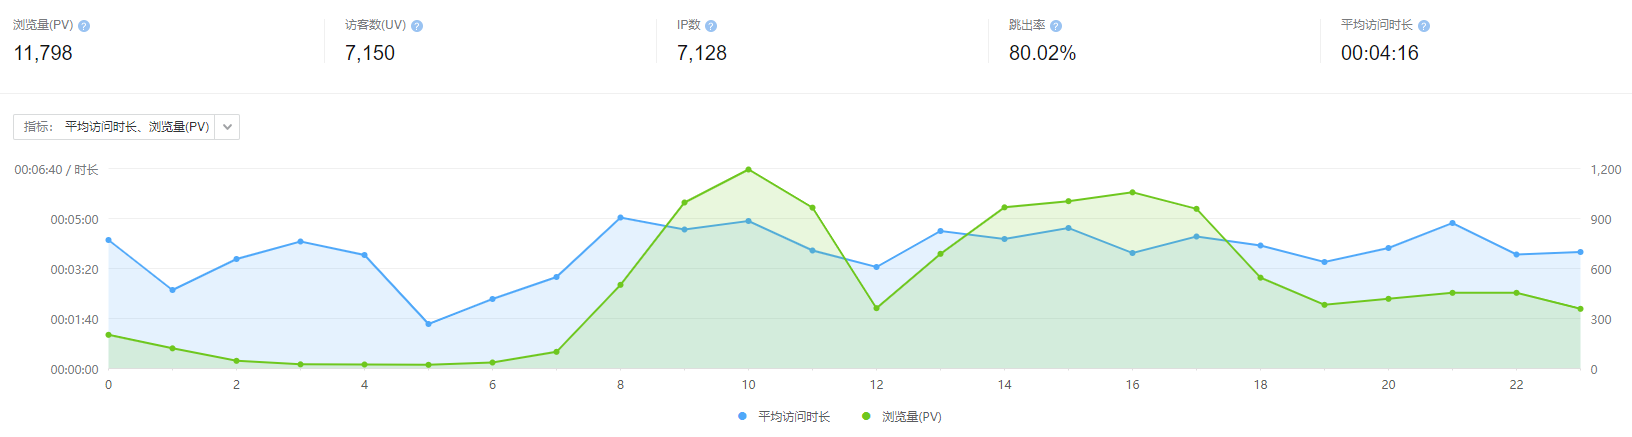 浏览量(PV) ? 访客数(UV) ? IP数 ? 跳出率 ? 平均访问时长 ?
11,798 7,150 7,128 80.02% 00:04:16
指标： 平均访问时长、浏览量(PV)
00:06:40 / 时长 1,200
00:05:00 900
00:03:20 600
00:01:40 300
00:00:00 0
0 2 4 6 8 10 12 14 16 18 20 22
平均访问时长 浏览量(PV)